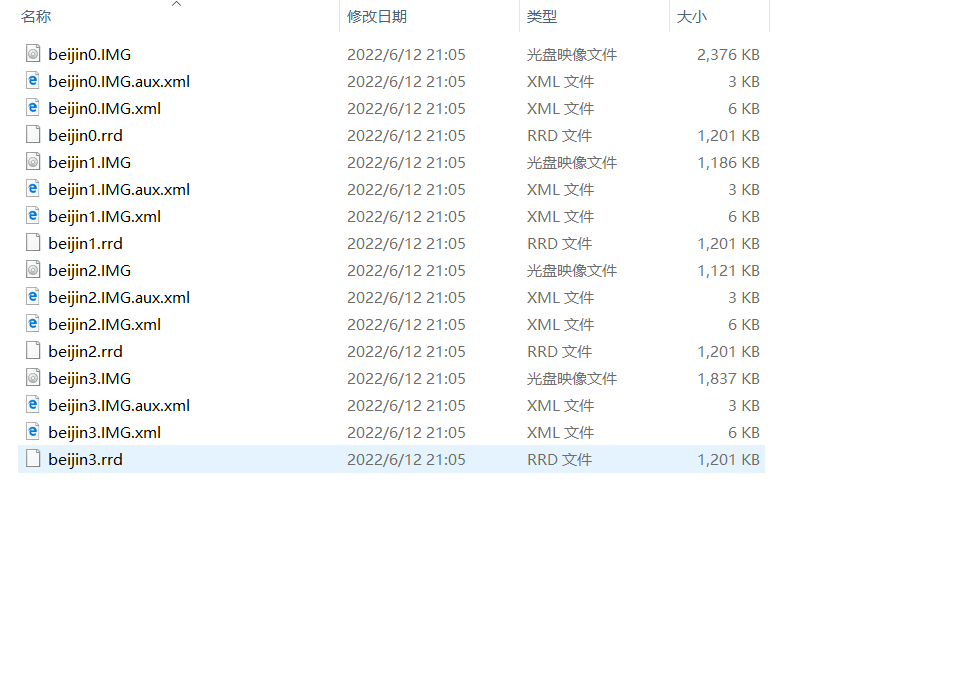 名称 修改日期 类型 大小
beijin0.IMG 2022/6/12 21:05 光盘映像文件 2,376 KB
beijin0.IMG.aux.xml 2022/6/12 21:05 XML 文件 3 KB
beijin0.IMG.xml 2022/6/12 21:05 XML 文件 6 KB
beijin0.rrd 2022/6/12 21:05 RRD 文件 1,201 KB
beijin1.IMG 2022/6/12 21:05 光盘映像文件 1,186 KB
beijin1.IMG.aux.xml 2022/6/12 21:05 XML 文件 3 KB
beijin1.IMG.xml 2022/6/12 21:05 XML 文件 6 KB
beijin1.rrd 2022/6/12 21:05 RRD 文件 1,201 KB
beijin2.IMG 2022/6/12 21:05 光盘映像文件 1,121 KB
beijin2.IMG.aux.xml 2022/6/12 21:05 XML 文件 3 KB
beijin2.IMG.xml 2022/6/12 21:05 XML 文件 6 KB
beijin2.rrd 2022/6/12 21:05 RRD 文件 1,201 KB
beijin3.IMG 2022/6/12 21:05 光盘映像文件 1,837 KB
beijin3.IMG.aux.xml 2022/6/12 21:05 XML 文件 3 KB
beijin3.IMG.xml 2022/6/12 21:05 XML 文件 6 KB
beijin3.rrd 2022/6/12 21:05 RRD 文件 1,201 KB